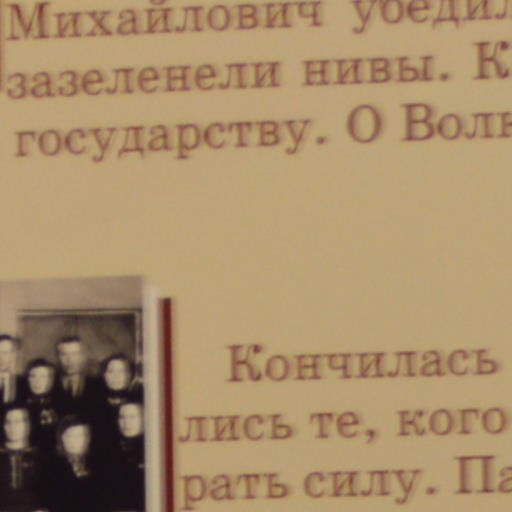 Михайлович убедил
зазеленели нивы. К
государству. О Волк
Кончилась
лись те, кого
рать силу. Па